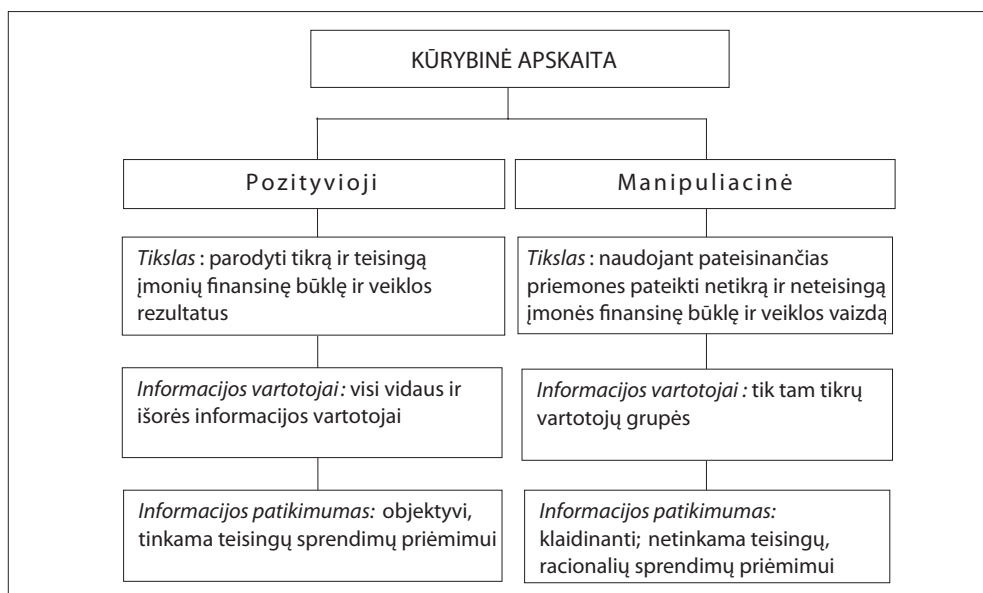 KŪRYBINĖ APSKAITA
Pozityvioji
Manipuliacinė
Tikslas : parodyti tikrą ir teisingą
įmonių finansinę būklę ir veiklos
rezultatus
Tikslas : naudojant pateisinančias
priemones pateikti netikrą ir neteisingą
įmonės finansinę būklę ir veiklos vaizdą
Informacijos vartotojai : visi vidaus ir
išorės informacijos vartotojai
Informacijos vartotojai : tik tam tikrų
vartotojų grupės
Informacijos patikimumas: objektyvi,
tinkama teisingų sprendimų priėmimui
Informacijos patikimumas:
klaidinanti; netinkama teisingų,
racionalių sprendimų priėmimui